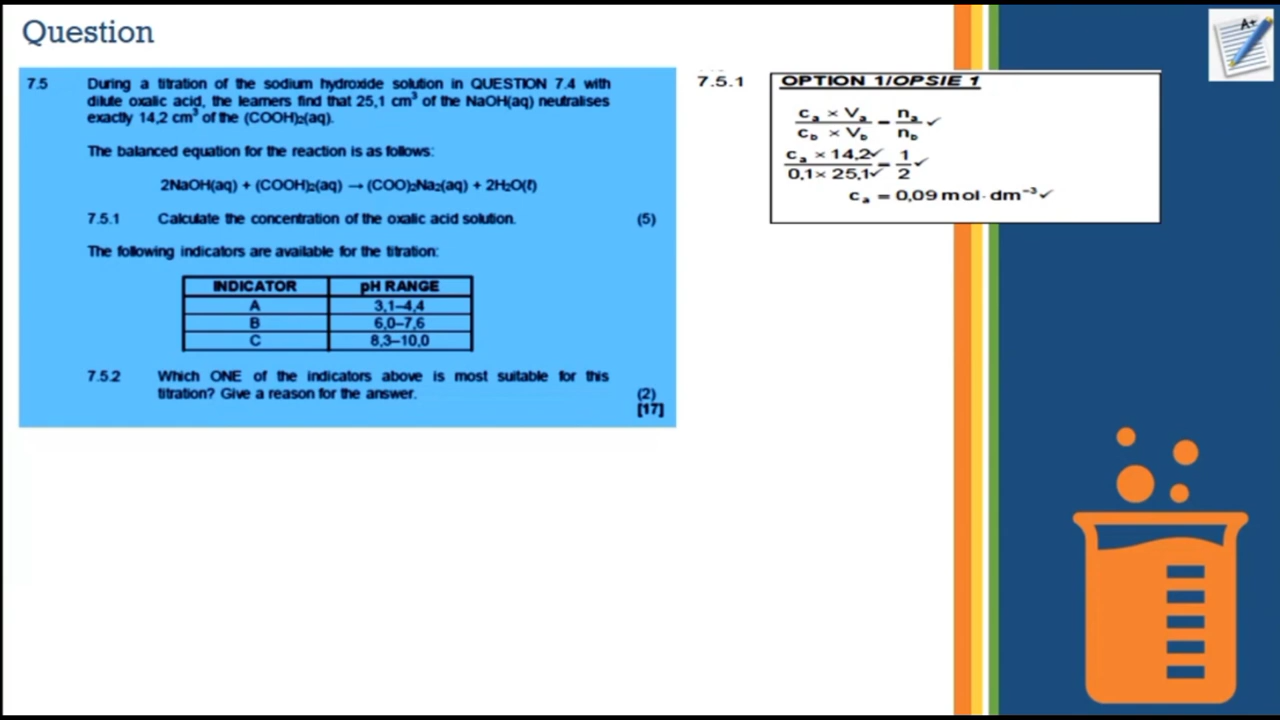 Question
A+
7.5 During a titration of the sodium hydroxide solution in QUESTION 7.4 with
dilute oxalic acid, the learners find that 25,1 cm³ of the NaOH(aq) neutralises
exactly 14,2 cm³ of the (COOH)₂(aq).
The balanced equation for the reaction is as follows:
2NaOH(aq) + (COOH)₂(aq) → (COO)₂Na₂(aq) + 2H₂O(ℓ)
7.5.1 Calculate the concentration of the oxalic acid solution. (5)
The following indicators are available for the titration:
INDICATOR pH RANGE
A 3,1–4,4
B 6,0–7,6
C 8,3–10,0
7.5.2 Which ONE of the indicators above is most suitable for this
titration? Give a reason for the answer. (2)
[17]
7.5.1 OPTION 1/OPSIE 1
cₐ × Vₐ / c_b × V_b = nₐ / n_b ✓
cₐ × 14,2✓ / 0,1 × 25,1✓ = 1 / 2 ✓
cₐ = 0,09 mol·dm⁻³✓